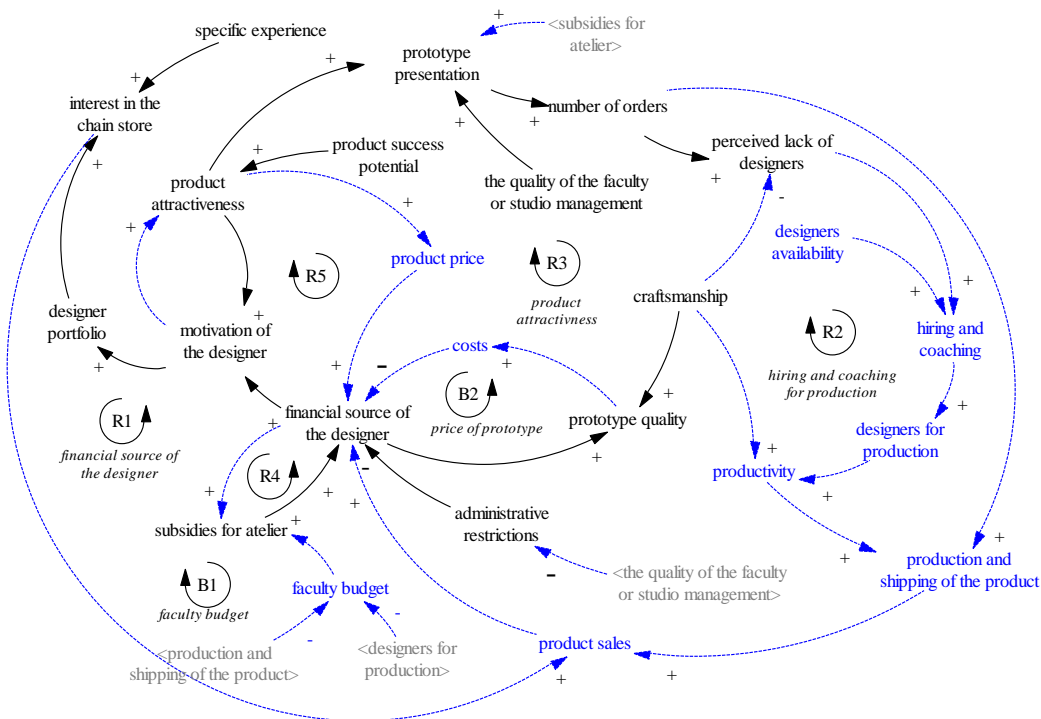 specific experience
+
<subsidies for
atelier>
prototype
presentation
+
+
interest in the
chain store
number of orders
+
+
+
product success
potential
+
perceived lack of
designers
+
-
product
attractiveness
the quality of the faculty
or studio management
+
+
designers
availability
product price
R5
R3
product
attractivness
craftsmanship
+
+
designer
portfolio
+
motivation of
the designer
+
hiring and
coaching
R2
costs
+
+
-
+
hiring and coaching
for production
B2
price of prototype
+
+
R1
financial source of
the designer
financial source of
the designer
+
prototype quality
+
designers for
production
R4
-
+
productivity
+
+
+
+
subsidies for atelier
+
administrative
restrictions
+
+
production and
shipping of the product
B1
faculty budget
faculty budget
-
<the quality of the faculty
or studio management>
-
-
<production and
shipping of the product>
<designers for
production>
product sales
+
+